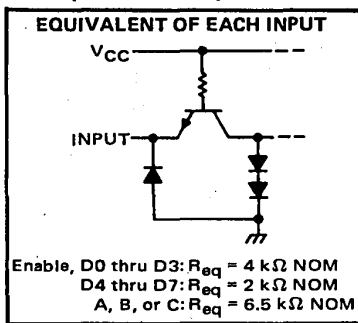 EQUIVALENT OF EACH INPUT
VCC
INPUT
Enable, D0 thru D3: Req = 4 kΩ NOM
D4 thru D7: Req = 2 kΩ NOM
A, B, or C: Req = 6.5 kΩ NOM